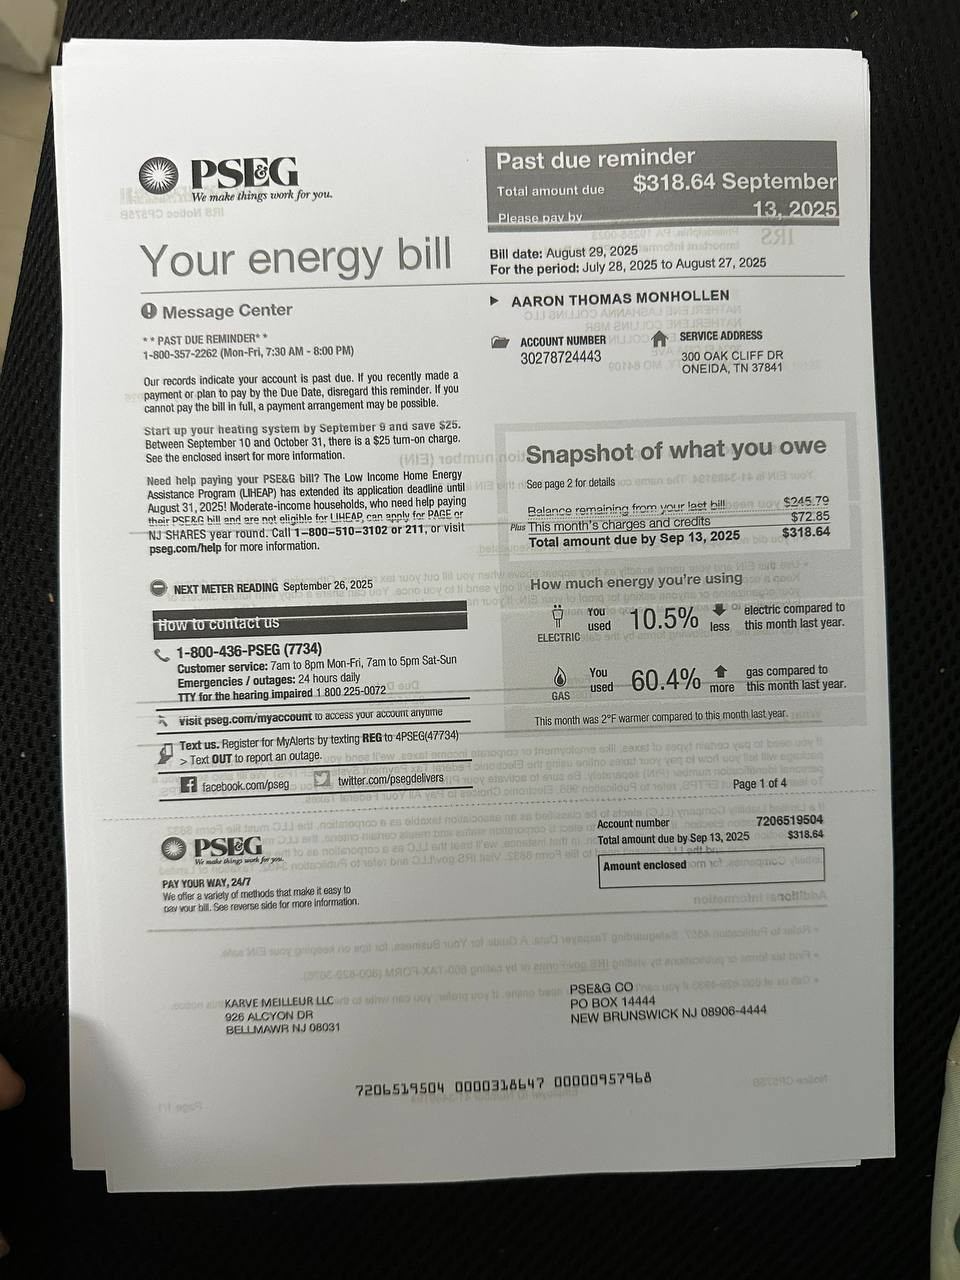 PSE&G
We make things work for you.
Past due reminder
Total amount due $318.64 September
Please pay by 13, 2025
Your energy bill
Bill date: August 29, 2025
For the period: July 28, 2025 to August 27, 2025
Message Center
** PAST DUE REMINDER**
1-800-357-2262 (Mon-Fri, 7:30 AM - 8:00 PM)
Our records indicate your account is past due. If you recently made a
payment or plan to pay by the Due Date, disregard this reminder. If you
cannot pay the bill in full, a payment arrangement may be possible.
Start up your heating system by September 9 and save $25.
Between September 10 and October 31, there is a $25 turn-on charge.
See the enclosed insert for more information.
Need help paying your PSE&G bill? The Low Income Home Energy
Assistance Program (LIHEAP) has extended its application deadline until
August 31, 2025! Moderate-income households, who need help paying
their PSE&G bill and are not eligible for LIHEAP, can apply for PAGE or
NJ SHARES year round. Call 1-800-510-3102 or 211, or visit
pseg.com/help for more information.
NEXT METER READING September 26, 2025
How to contact us
1-800-436-PSEG (7734)
Customer service: 7am to 8pm Mon-Fri, 7am to 5pm Sat-Sun
Emergencies / outages: 24 hours daily
TTY for the hearing impaired 1 800 225-0072
visit pseg.com/myaccount to access your account anytime
Text us. Register for MyAlerts by texting REG to 4PSEG(47734)
> Text OUT to report an outage.
facebook.com/pseg
twitter.com/psegdelivers
AARON THOMAS MONHOLLEN
ACCOUNT NUMBER
30278724443
SERVICE ADDRESS
300 OAK CLIFF DR
ONEIDA, TN 37841
Snapshot of what you owe
See page 2 for details
Balance remaining from your last bill $245.79
Plus This month's charges and credits $72.85
Total amount due by Sep 13, 2025 $318.64
How much energy you're using
ELECTRIC
You used 10.5% less electric compared to this month last year.
GAS
You used 60.4% more gas compared to this month last year.
This month was 2°F warmer compared to this month last year.
Page 1 of 4
PSE&G
We make things work for you.
PAY YOUR WAY, 24/7
We offer a variety of methods that make it easy to
pay your bill. See reverse side for more information.
Account number 7206519504
Total amount due by Sep 13, 2025 $318.64
Amount enclosed
KARVE MEILLEUR LLC
926 ALCYON DR
BELLMAWR NJ 08031
PSE&G CO
PO BOX 14444
NEW BRUNSWICK NJ 08906-4444
7206519504 0000318647 00000957968